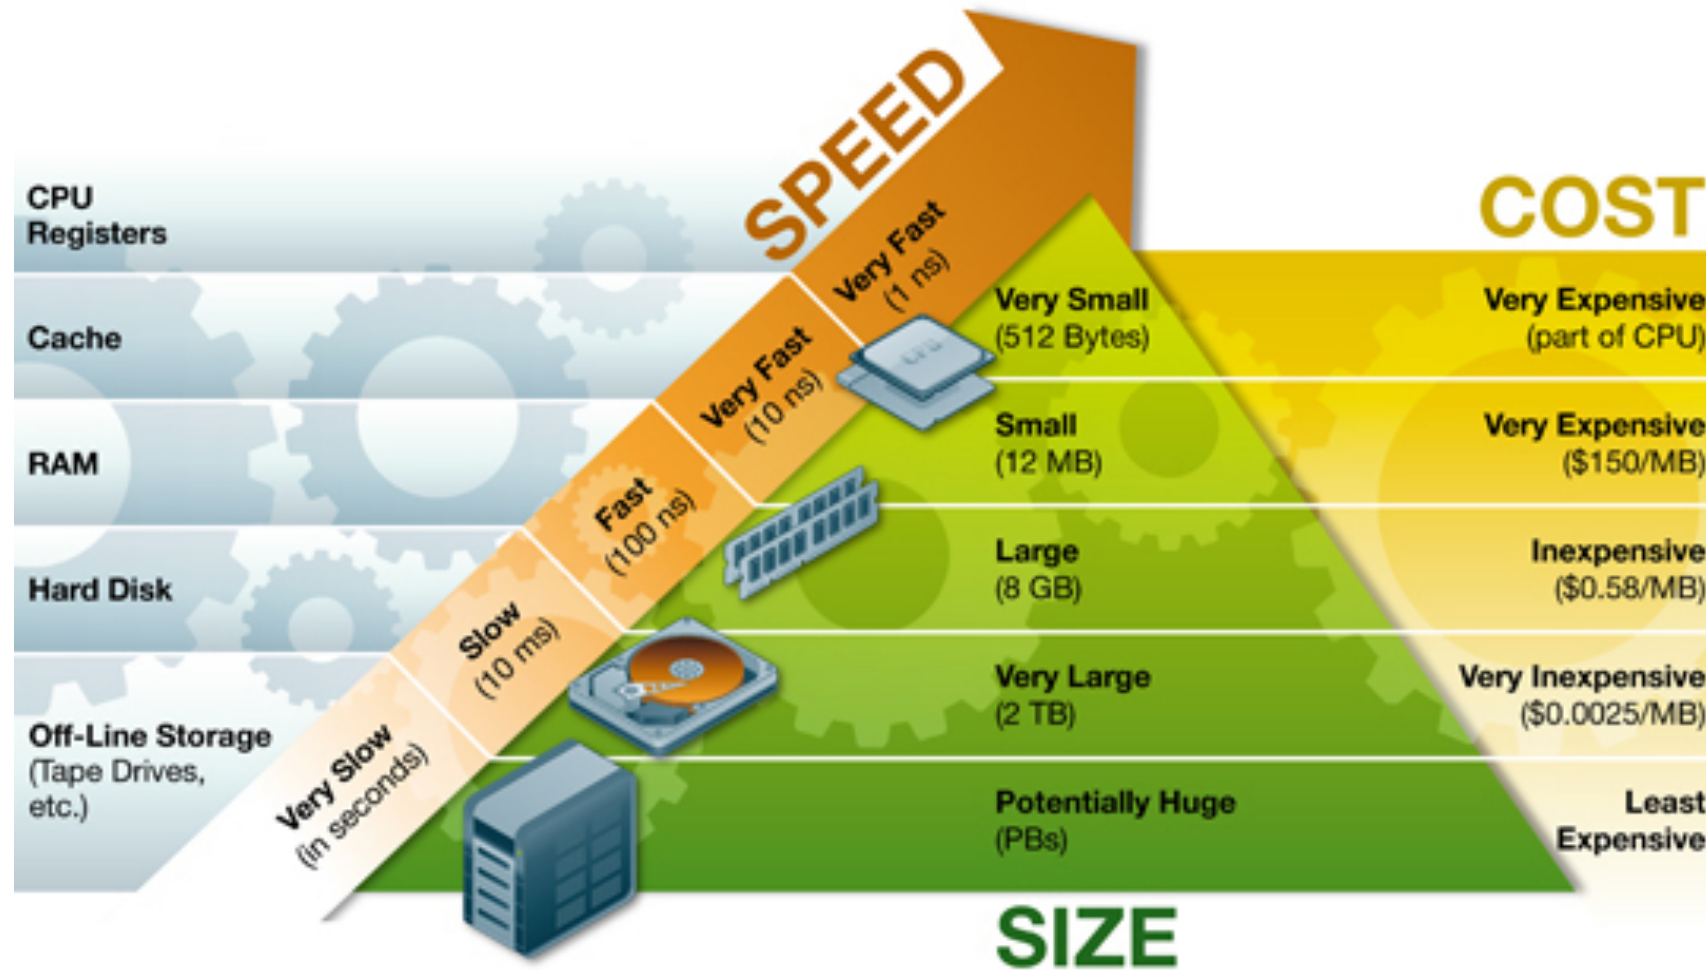 SPEED
COST
CPU
Registers
Very Fast
(1 ns)
Very Small
(512 Bytes)
Very Expensive
(part of CPU)
CPU
Cache
Very Fast
(10 ns)
Small
(12 MB)
Very Expensive
($150/MB)
RAM
Fast
(100 ns)
Large
(8 GB)
Inexpensive
($0.58/MB)
Hard Disk
Slow
(10 ms)
Very Large
(2 TB)
Very Inexpensive
($0.0025/MB)
Off-Line Storage
(Tape Drives,
etc.)
Very Slow
(in seconds)
Potentially Huge
(PBs)
Least
Expensive
SIZE